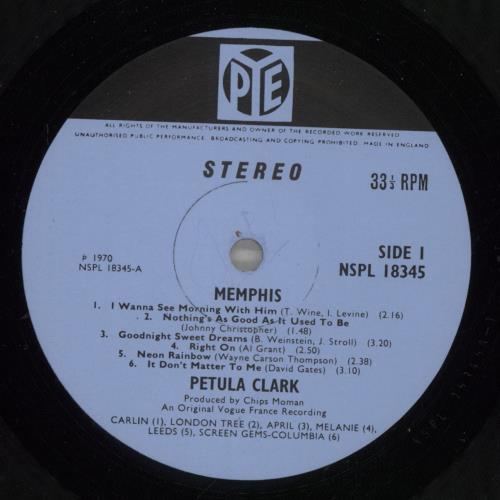 PYE
ALL RIGHTS OF THE MANUFACTURERS AND OWNER OF THE RECORDED WORK RESERVED
UNAUTHORISED PUBLIC PERFORMANCE, BROADCASTING AND COPYING THIS RECORD PROHIBITED. MADE IN ENGLAND
STEREO
33⅓ RPM
℗ 1970
NSPL 18345-A
SIDE 1
NSPL 18345
MEMPHIS
1. I Wanna See Morning With Him (T. Wine, I. Levine) (2.16)
2. Nothing's As Good As It Used To Be
(Johnny Christopher) (1.48)
3. Goodnight Sweet Dreams (B. Weinstein, J. Stroll) (3.20)
4. Right On (Al Grant) (2.50)
5. Neon Rainbow (Wayne Carson Thompson) (2.38)
6. It Don't Matter To Me (David Gates) (3.10)
PETULA CLARK
Produced by Chips Moman
An Original Vogue France Recording
CARLIN (1), LONDON TREE (2), APRIL (3), MELANIE (4),
LEEDS (5), SCREEN GEMS-COLUMBIA (6)